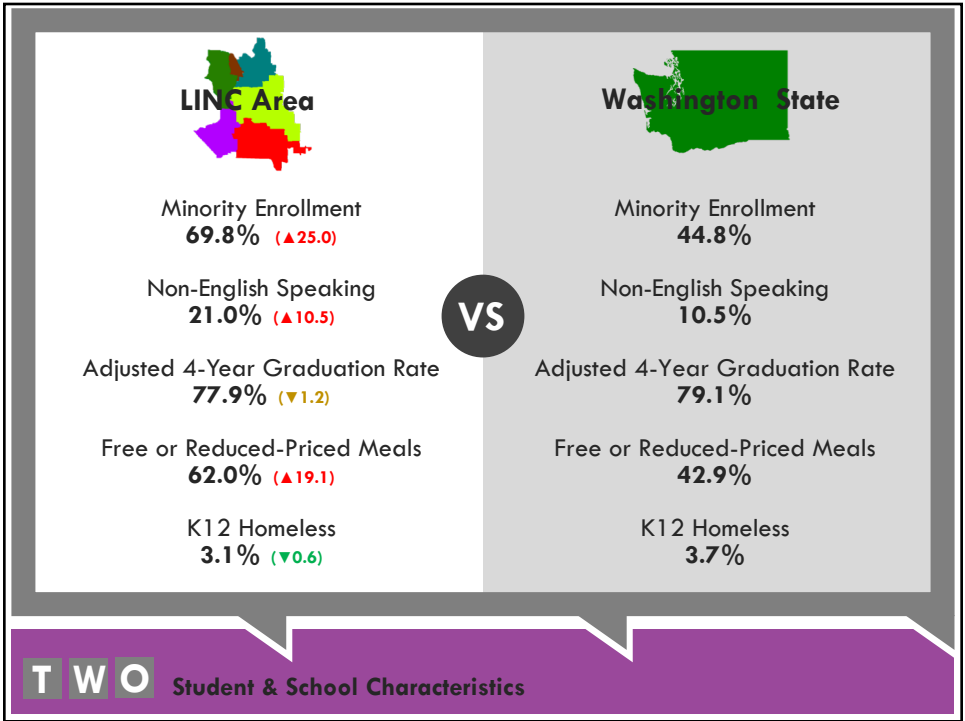 LINC Area
Minority Enrollment
69.8% (▲25.0)
Non-English Speaking
21.0% (▲10.5)
Adjusted 4-Year Graduation Rate
77.9% (▼1.2)
Free or Reduced-Priced Meals
62.0% (▲19.1)
K12 Homeless
3.1% (▼0.6)
VS
Washington State
Minority Enrollment
44.8%
Non-English Speaking
10.5%
Adjusted 4-Year Graduation Rate
79.1%
Free or Reduced-Priced Meals
42.9%
K12 Homeless
3.7%
TWO Student & School Characteristics